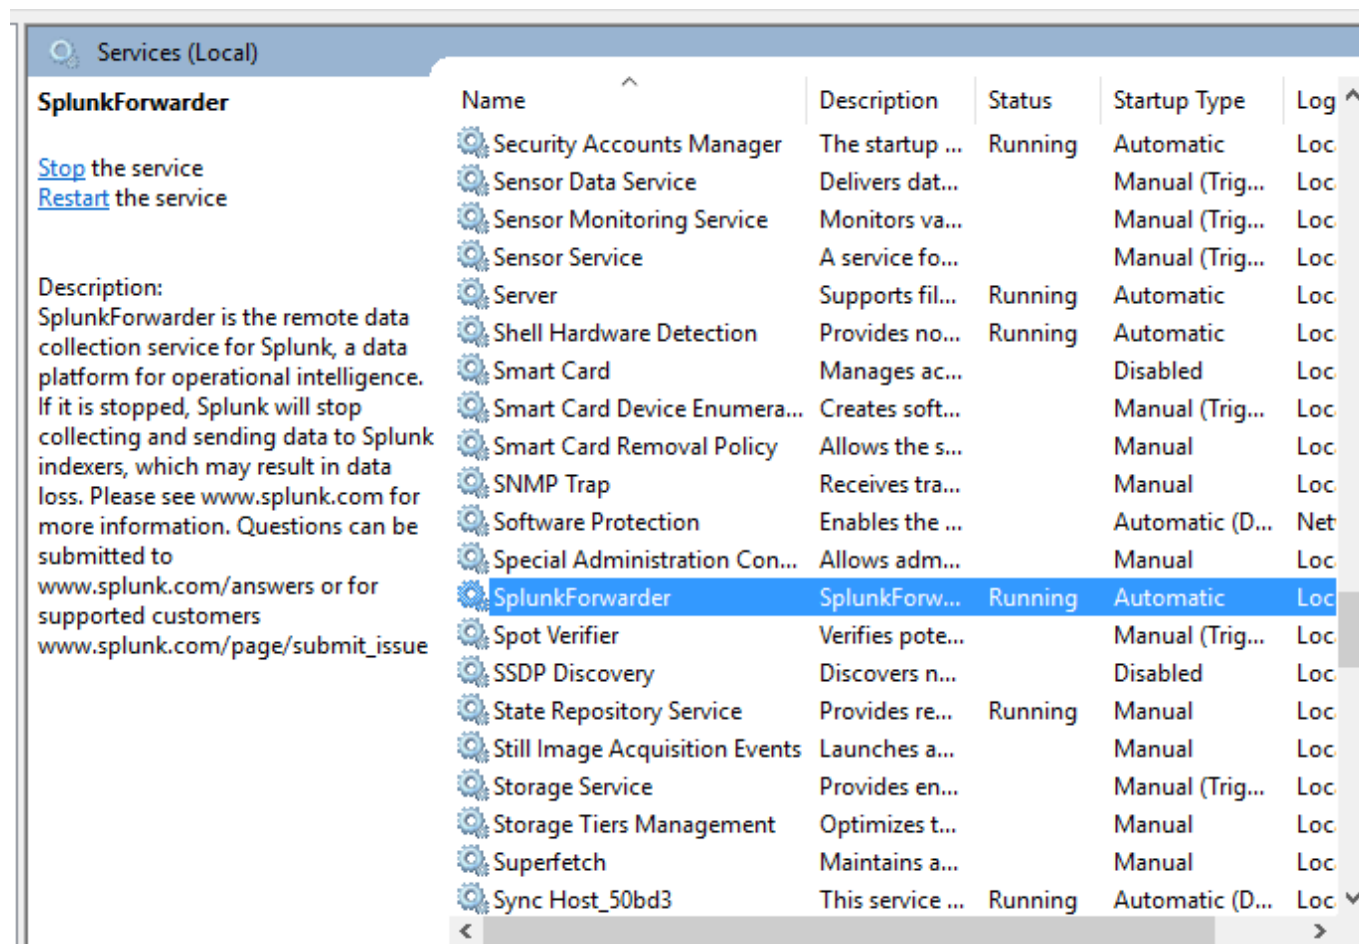 Services (Local)
SplunkForwarder
Stop the service
Restart the service
Description:
SplunkForwarder is the remote data
collection service for Splunk, a data
platform for operational intelligence.
If it is stopped, Splunk will stop
collecting and sending data to Splunk
indexers, which may result in data
loss. Please see www.splunk.com for
more information. Questions can be
submitted to
www.splunk.com/answers or for
supported customers
www.splunk.com/page/submit_issue
Name Description Status Startup Type Log
Security Accounts Manager The startup ... Running Automatic Loc
Sensor Data Service Delivers dat... Manual (Trig... Loc
Sensor Monitoring Service Monitors va... Manual (Trig... Loc
Sensor Service A service fo... Manual (Trig... Loc
Server Supports fil... Running Automatic Loc
Shell Hardware Detection Provides no... Running Automatic Loc
Smart Card Manages ac... Disabled Loc
Smart Card Device Enumera... Creates soft... Manual (Trig... Loc
Smart Card Removal Policy Allows the s... Manual Loc
SNMP Trap Receives tra... Manual Loc
Software Protection Enables the ... Automatic (D... Net
Special Administration Con... Allows adm... Manual Loc
SplunkForwarder SplunkForw... Running Automatic Loc
Spot Verifier Verifies pote... Manual (Trig... Loc
SSDP Discovery Discovers n... Disabled Loc
State Repository Service Provides re... Running Manual Loc
Still Image Acquisition Events Launches a... Manual Loc
Storage Service Provides en... Manual (Trig... Loc
Storage Tiers Management Optimizes t... Manual Loc
Superfetch Maintains a... Manual Loc
Sync Host_50bd3 This service ... Running Automatic (D... Loc